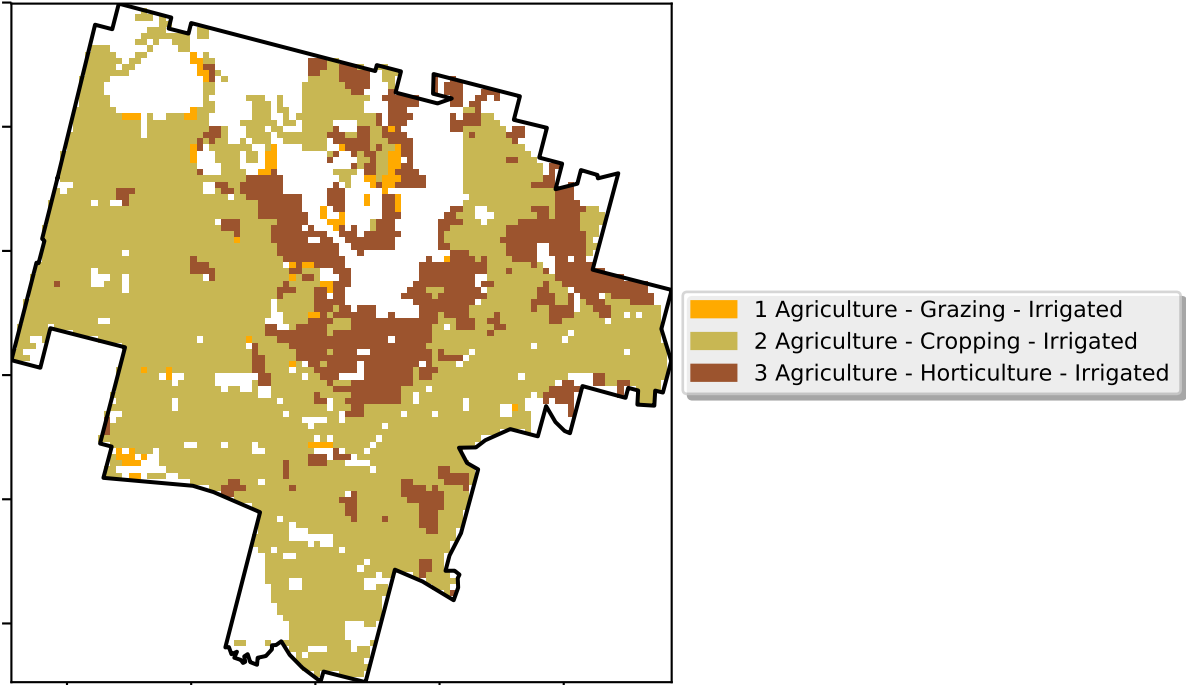 1 Agriculture - Grazing - Irrigated
2 Agriculture - Cropping - Irrigated
3 Agriculture - Horticulture - Irrigated